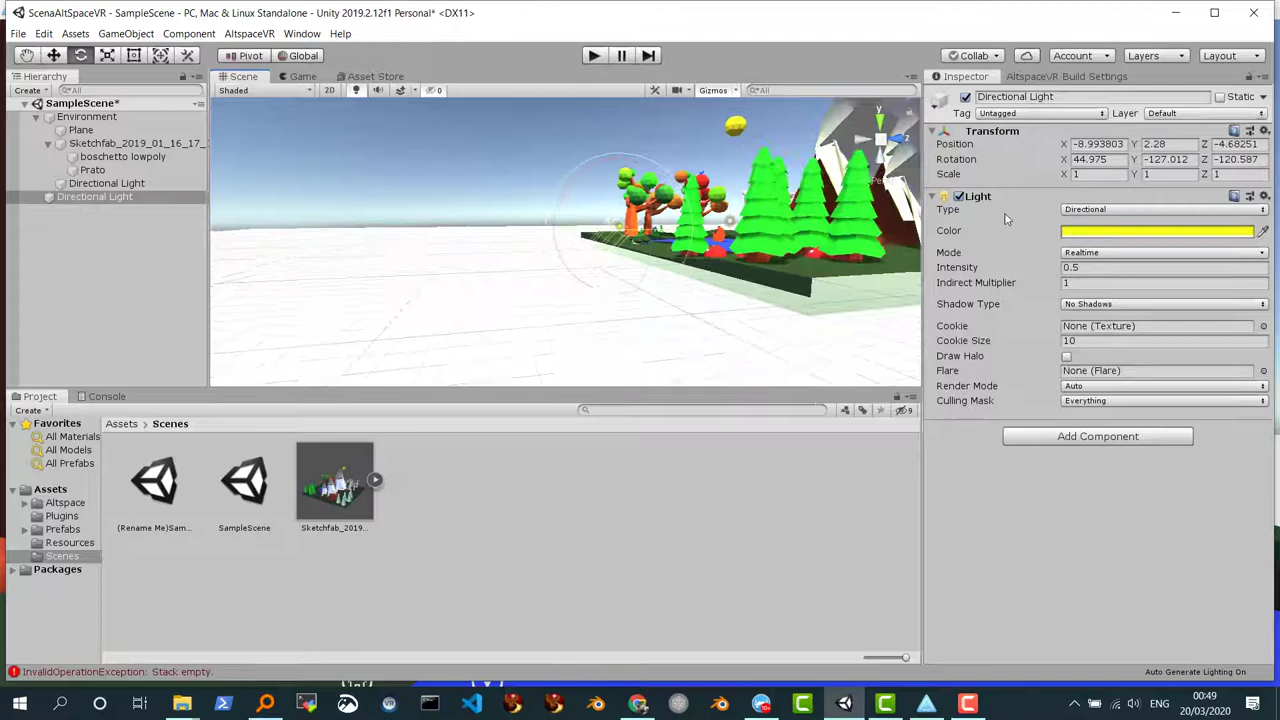 ScenaAltSpaceVR - SampleScene - PC, Mac & Linux Standalone - Unity 2019.2.12f1 Personal* <DX11>
File Edit Assets GameObject Component AltspaceVR Window Help
Pivot Global Collab Account Layers Layout
Hierarchy Scene Game Asset Store Inspector AltspaceVR Build Settings
Create All Shaded 2D 0 Gizmos All Directional Light Static
SampleScene* Tag Untagged Layer Default
Environment Transform
Plane Position X -8.993803 Y 2.28 Z -4.68251
Sketchfab_2019_01_16_17_ Rotation X 44.975 Y -127.012 Z -120.587
boschetto lowpoly Scale X 1 Y 1 Z 1
Prato
Directional Light
Directional Light Light
Type Directional
Color
Mode Realtime
Intensity 0.5
Indirect Multiplier 1
Shadow Type No Shadows
Cookie None (Texture)
Cookie Size 10
Draw Halo
Flare None (Flare)
Render Mode Auto
Culling Mask Everything
Add Component
y
z
Project Console
Create 9
Favorites
All Materials
All Models
All Prefabs
Assets
Altspace
Plugins
Prefabs
Resources
Scenes
Packages
Assets > Scenes
(Rename Me)Sam... SampleScene Sketchfab_2019...
InvalidOperationException: Stack empty. Auto Generate Lighting On
ENG 00:49
20/03/2020